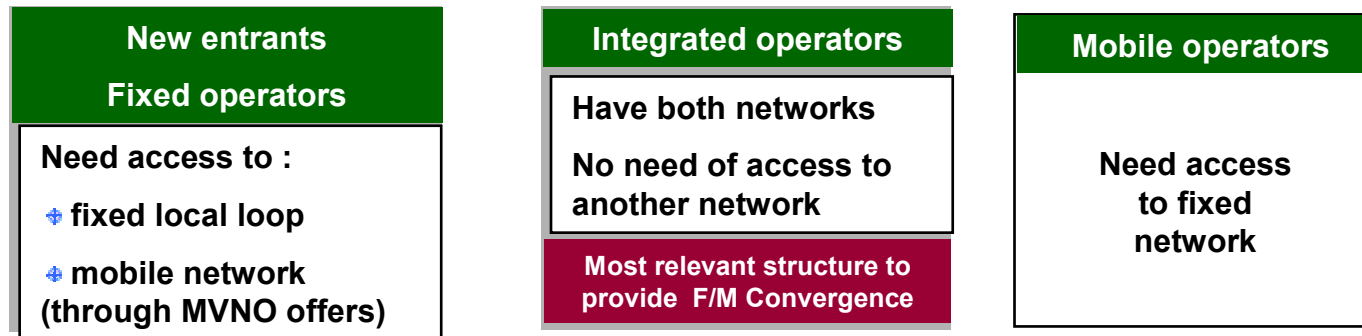 New entrants
Fixed operators
Need access to :
fixed local loop
mobile network
(through MVNO offers)
Integrated operators
Have both networks
No need of access to
another network
Most relevant structure to
provide F/M Convergence
Mobile operators
Need access
to fixed
network